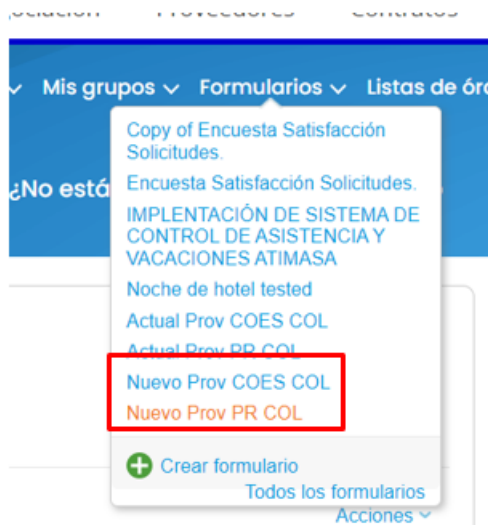 Proveedores Contratos
Mis grupos Formularios Listas de
¿No está
Copy of Encuesta Satisfacción
Solicitudes.
Encuesta Satisfacción Solicitudes.
IMPLENTACIÓN DE SISTEMA DE
CONTROL DE ASISTENCIA Y
VACACIONES ATIMASA
Noche de hotel tested
Actual Prov COES COL
Actual Prov PR COL
Nuevo Prov COES COL
Nuevo Prov PR COL
Crear formulario
Todos los formularios
Acciones